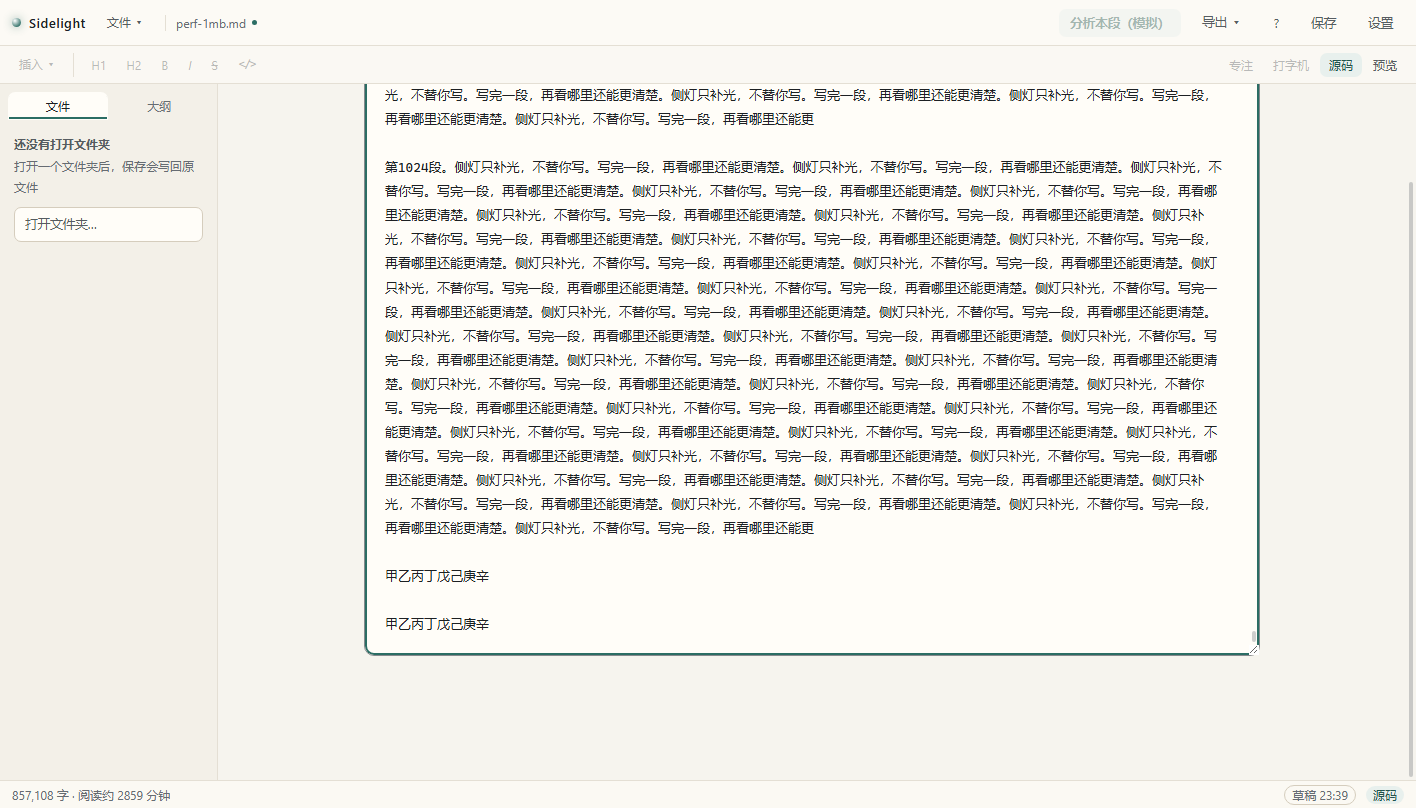 Sidelight 文件 perf-1mb.md 分析本段（模拟） 导出 ? 保存 设置
插入 H1 H2 B I S </> 专注 打字机 源码 预览
文件 大纲
还没有打开文件夹
打开一个文件夹后，保存会写回原
文件
打开文件夹...
光，不替你写。写完一段，再看哪里还能更清楚。侧灯只补光，不替你写。写完一段，再看哪里还能更清楚。侧灯只补光，不替你写。写完一段，
再看哪里还能更清楚。侧灯只补光，不替你写。写完一段，再看哪里还能更
第1024段。侧灯只补光，不替你写。写完一段，再看哪里还能更清楚。侧灯只补光，不替你写。写完一段，再看哪里还能更清楚。侧灯只补光，不
替你写。写完一段，再看哪里还能更清楚。侧灯只补光，不替你写。写完一段，再看哪里还能更清楚。侧灯只补光，不替你写。写完一段，再看哪
里还能更清楚。侧灯只补光，不替你写。写完一段，再看哪里还能更清楚。侧灯只补光，不替你写。写完一段，再看哪里还能更清楚。侧灯只补
光，不替你写。写完一段，再看哪里还能更清楚。侧灯只补光，不替你写。写完一段，再看哪里还能更清楚。侧灯只补光，不替你写。写完一段，
再看哪里还能更清楚。侧灯只补光，不替你写。写完一段，再看哪里还能更清楚。侧灯只补光，不替你写。写完一段，再看哪里还能更清楚。侧灯
只补光，不替你写。写完一段，再看哪里还能更清楚。侧灯只补光，不替你写。写完一段，再看哪里还能更清楚。侧灯只补光，不替你写。写完一
段，再看哪里还能更清楚。侧灯只补光，不替你写。写完一段，再看哪里还能更清楚。侧灯只补光，不替你写。写完一段，再看哪里还能更清楚。
侧灯只补光，不替你写。写完一段，再看哪里还能更清楚。侧灯只补光，不替你写。写完一段，再看哪里还能更清楚。侧灯只补光，不替你写。写
完一段，再看哪里还能更清楚。侧灯只补光，不替你写。写完一段，再看哪里还能更清楚。侧灯只补光，不替你写。写完一段，再看哪里还能更清
楚。侧灯只补光，不替你写。写完一段，再看哪里还能更清楚。侧灯只补光，不替你写。写完一段，再看哪里还能更清楚。侧灯只补光，不替你
写。写完一段，再看哪里还能更清楚。侧灯只补光，不替你写。写完一段，再看哪里还能更清楚。侧灯只补光，不替你写。写完一段，再看哪里还
能更清楚。侧灯只补光，不替你写。写完一段，再看哪里还能更清楚。侧灯只补光，不替你写。写完一段，再看哪里还能更清楚。侧灯只补光，不
替你写。写完一段，再看哪里还能更清楚。侧灯只补光，不替你写。写完一段，再看哪里还能更清楚。侧灯只补光，不替你写。写完一段，再看哪
里还能更清楚。侧灯只补光，不替你写。写完一段，再看哪里还能更清楚。侧灯只补光，不替你写。写完一段，再看哪里还能更清楚。侧灯只补
光，不替你写。写完一段，再看哪里还能更清楚。侧灯只补光，不替你写。写完一段，再看哪里还能更清楚。侧灯只补光，不替你写。写完一段，
再看哪里还能更清楚。侧灯只补光，不替你写。写完一段，再看哪里还能更
甲乙丙丁戊己庚辛
甲乙丙丁戊己庚辛
857,108 字 · 阅读约 2859 分钟 草稿 23:39 源码